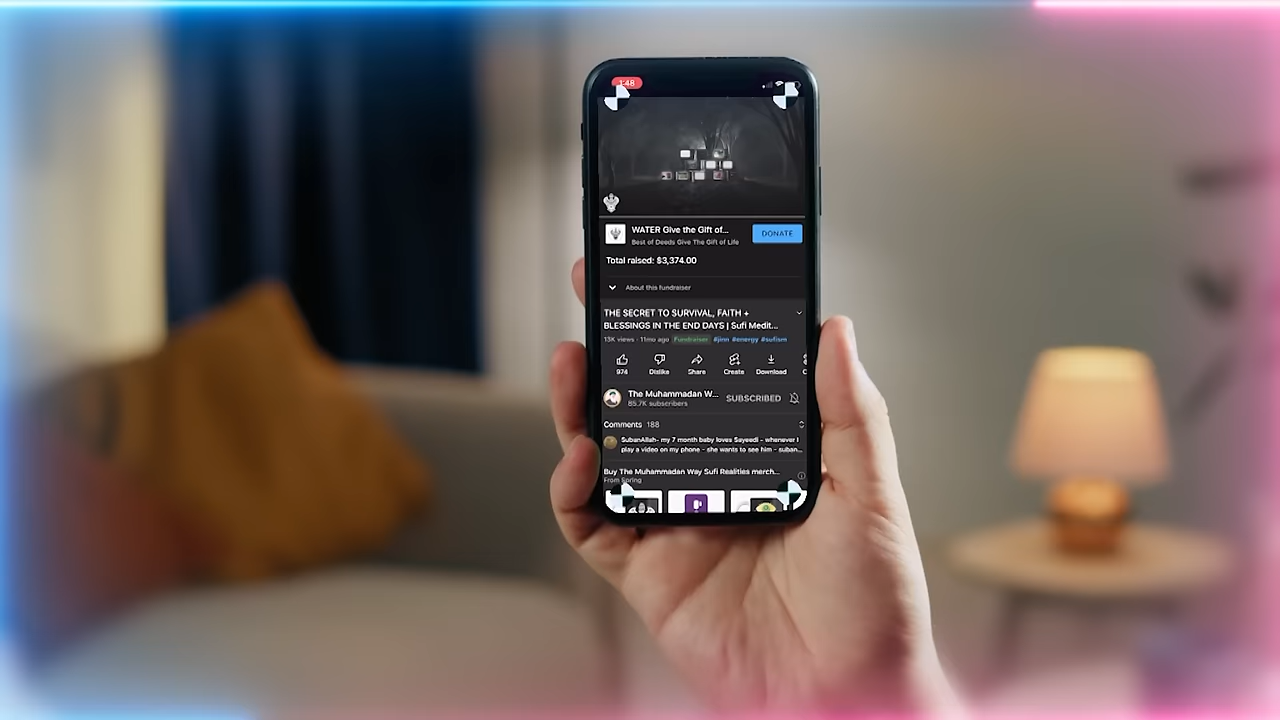 1:48
WATER Give the Gift of...
Best of Deeds Give The Gift of Life
DONATE
Total raised: $3,374.00
About this fundraiser
THE SECRET TO SURVIVAL, FAITH +
BLESSINGS IN THE END DAYS | Sufi Medit...
13K views · 11mo ago Fundraiser #jinn #energy #sufism
974 Dislike Share Create Download
The Muhammadan W...
85.7K subscribers
SUBSCRIBED
Comments 188
SubanAllah- my 7 month baby loves Sayeedi - whenever I
play a video on my phone - she wants to see him - suban...
Buy The Muhammadan Way Sufi Realities merch...
From Spring